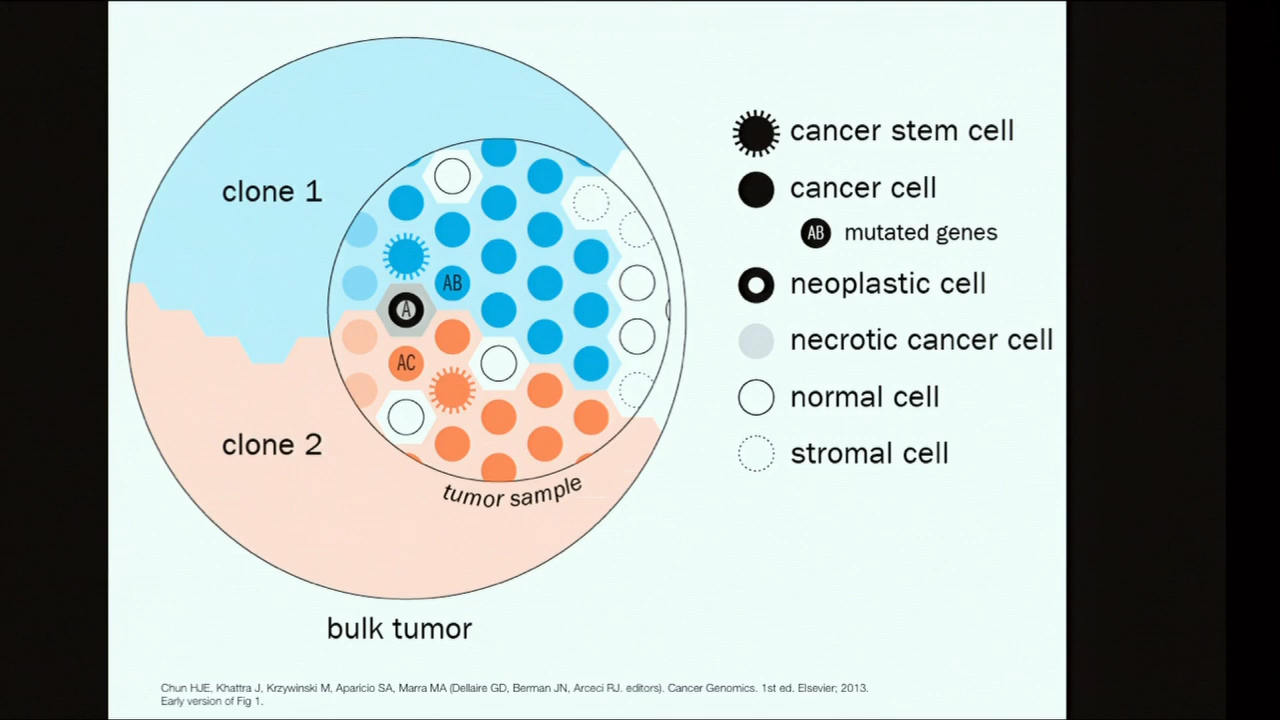 clone 1
AB
A
AC
clone 2
tumor sample
bulk tumor
cancer stem cell
cancer cell
AB mutated genes
neoplastic cell
necrotic cancer cell
normal cell
stromal cell
Chun HJE, Khattra J, Krzywinski M, Aparicio SA, Marra MA (Dellaire GD, Berman JN, Arceci RJ. editors). Cancer Genomics. 1st ed. Elsevier; 2013.
Early version of Fig 1.